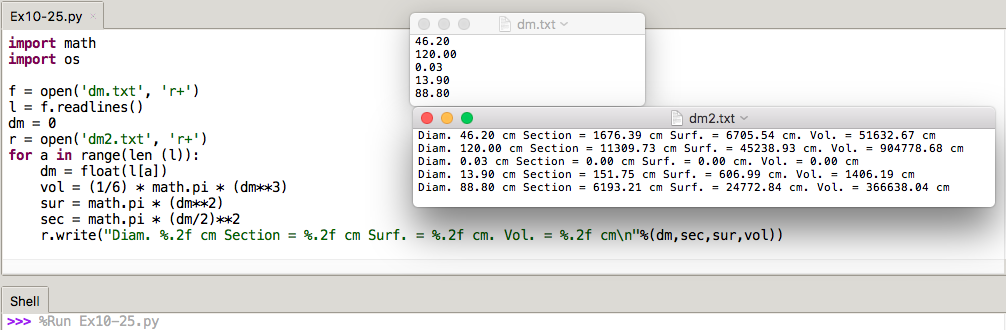 Ex10-25.py
import math
import os
f = open('dm.txt', 'r+')
l = f.readlines()
dm = 0
r = open('dm2.txt', 'r+')
for a in range(len (l)):
    dm = float(l[a])
    vol = (1/6) * math.pi * (dm**3)
    sur = math.pi * (dm**2)
    sec = math.pi * (dm/2)**2
    r.write("Diam. %.2f cm Section = %.2f cm Surf. = %.2f cm. Vol. = %.2f cm\n"%(dm,sec,sur,vol))
dm.txt
46.20
120.00
0.03
13.90
88.80
dm2.txt
Diam. 46.20 cm Section = 1676.39 cm Surf. = 6705.54 cm. Vol. = 51632.67 cm
Diam. 120.00 cm Section = 11309.73 cm Surf. = 45238.93 cm. Vol. = 904778.68 cm
Diam. 0.03 cm Section = 0.00 cm Surf. = 0.00 cm. Vol. = 0.00 cm
Diam. 13.90 cm Section = 151.75 cm Surf. = 606.99 cm. Vol. = 1406.19 cm
Diam. 88.80 cm Section = 6193.21 cm Surf. = 24772.84 cm. Vol. = 366638.04 cm
Shell
>>> %Run Ex10-25.py